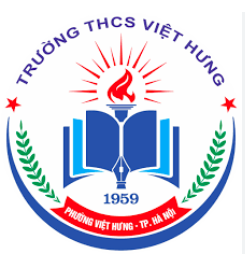 TRƯỜNG THCS VIỆT HƯNG
1959
PHƯỜNG VIỆT HƯNG - TP. HÀ NỘI